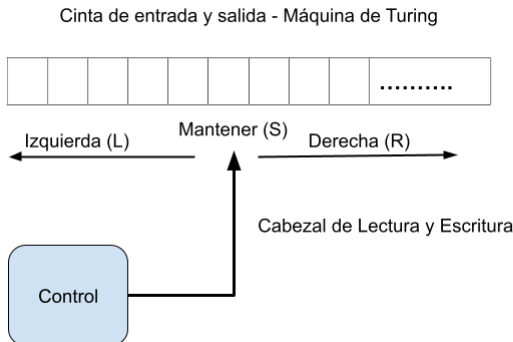 Cinta de entrada y salida - Máquina de Turing
..........
Mantener (S)
Izquierda (L)
Derecha (R)
Cabezal de Lectura y Escritura
Control